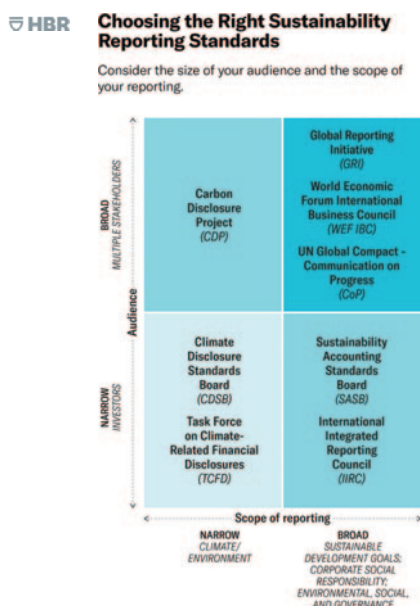 HBR
Choosing the Right Sustainability
Reporting Standards
Consider the size of your audience and the scope of
your reporting.
BROAD
MULTIPLE STAKEHOLDERS
Audience
NARROW
INVESTORS
Carbon
Disclosure
Project
(CDP)
Global Reporting
Initiative
(GRI)
World Economic
Forum International
Business Council
(WEF IBC)
UN Global Compact -
Communication on
Progress
(CoP)
Climate
Disclosure
Standards
Board
(CDSB)
Task Force
on Climate-
Related Financial
Disclosures
(TCFD)
Sustainability
Accounting
Standards
Board
(SASB)
International
Integrated
Reporting
Council
(IIRC)
Scope of reporting
NARROW
CLIMATE/
ENVIRONMENT
BROAD
SUSTAINABLE
DEVELOPMENT GOALS;
CORPORATE SOCIAL
RESPONSIBILITY;
ENVIRONMENTAL, SOCIAL,
AND GOVERNANCE